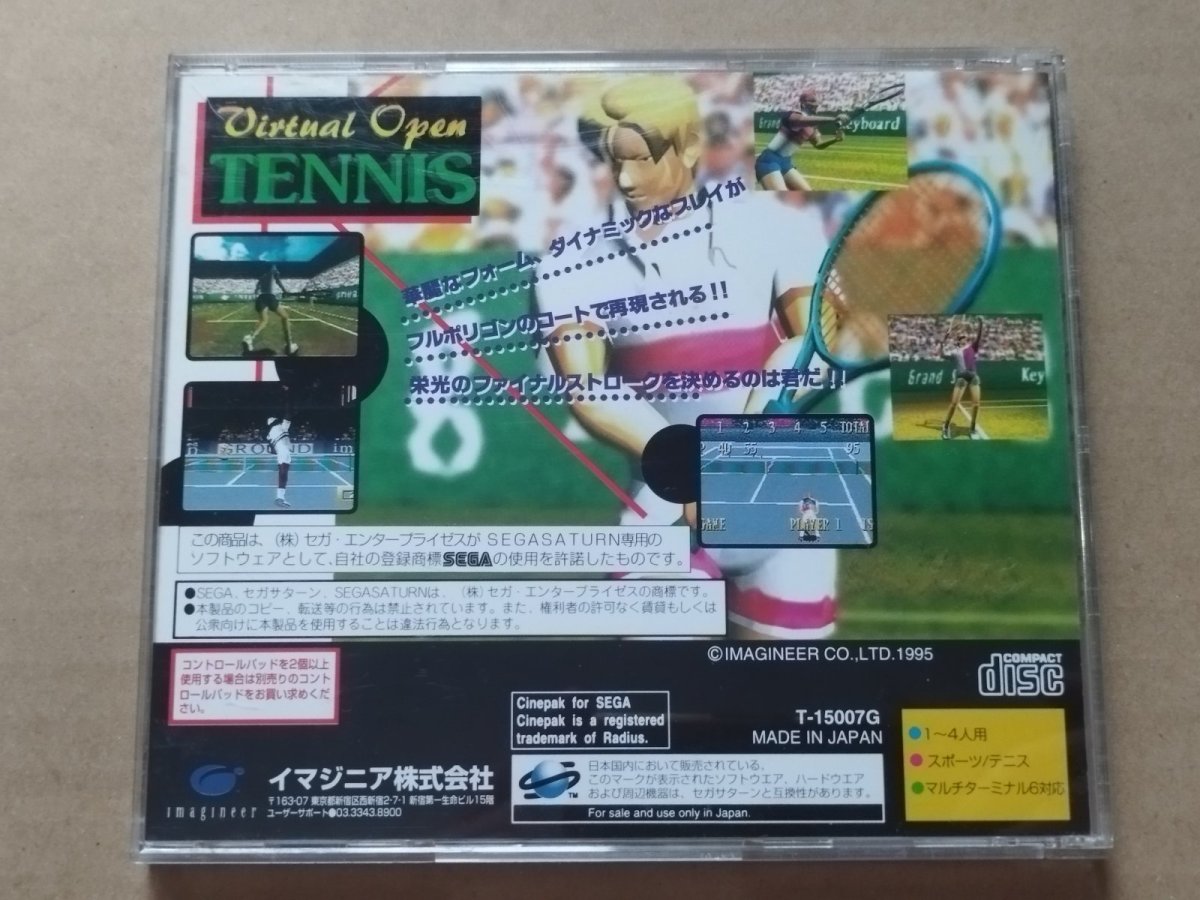 Virtual Open
TENNIS
華麗なフォーム、ダイナミックなプレイが
フルポリゴンのコートで再現される!!
栄光のファイナルストロークを決めるのは君だ!!
Grand
Keyboard
Grand S
Key
ROUND
im
1 2 3 4 5 TOTAL
40 55 95
GAME PLAYER 1 IS
この商品は、(株)セガ・エンタープライゼスがSEGASATURN専用の
ソフトウェアとして、自社の登録商標SEGAの使用を許諾したものです。
●SEGA、セガサターン、SEGASATURNは、(株)セガ・エンタープライゼスの商標です。
●本製品のコピー、転送等の行為は禁止されています。また、権利者の許可なく賃貸もしくは
公衆向けに本製品を使用することは違法行為となります。
コントロールパッドを2個以上
使用する場合は別売りのコント
ロールパッドをお買い求めくだ
さい。
©IMAGINEER CO.,LTD.1995
COMPACT
disc
Cinepak for SEGA
Cinepak is a registered
trademark of Radius.
T-15007G
MADE IN JAPAN
●1〜4人用
●スポーツ/テニス
●マルチターミナル6対応
imagineer
イマジニア株式会社
〒163-07 東京都新宿区西新宿2-7-1 新宿第一生命ビル15階
ユーザーサポート●03.3343.8900
TM
日本国内において販売されている、
このマークが表示されたソフトウエア、ハードウエア
および周辺機器は、セガサターンと互換性があります。
For sale and use only in Japan.